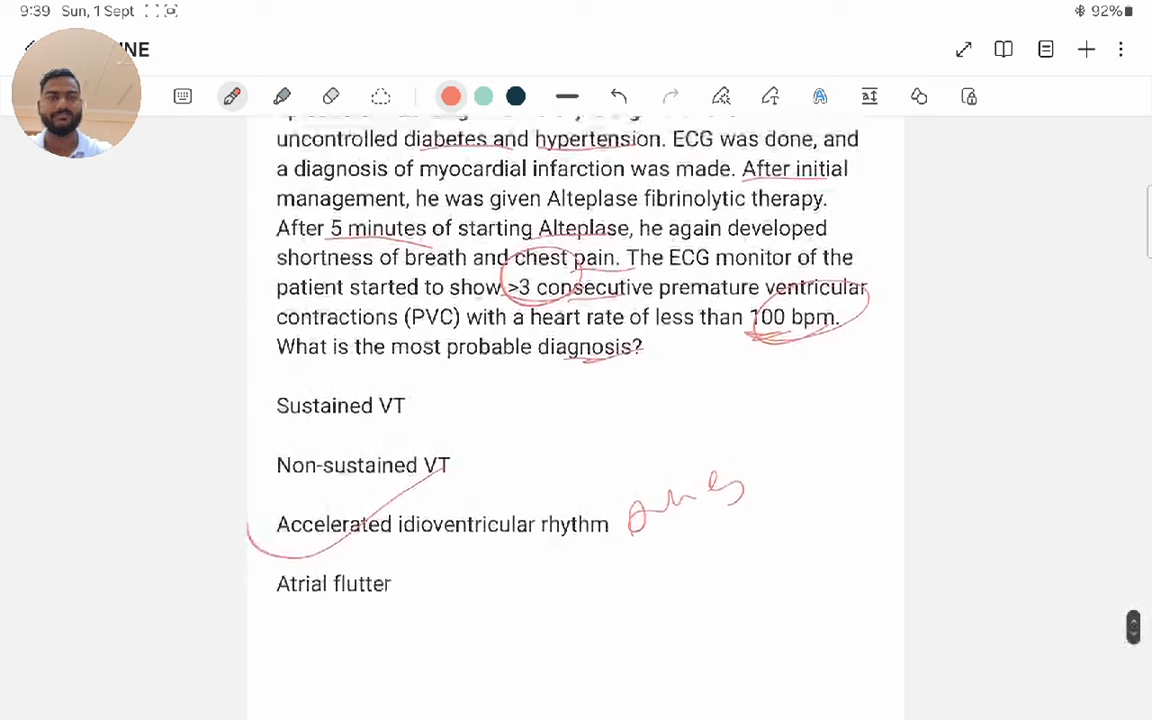 9:39 Sun, 1 Sept 92%
NE
uncontrolled diabetes and hypertension. ECG was done, and
a diagnosis of myocardial infarction was made. After initial
management, he was given Alteplase fibrinolytic therapy.
After 5 minutes of starting Alteplase, he again developed
shortness of breath and chest pain. The ECG monitor of the
patient started to show >3 consecutive premature ventricular
contractions (PVC) with a heart rate of less than 100 bpm.
What is the most probable diagnosis?
Sustained VT
Non-sustained VT
Accelerated idioventricular rhythm
Atrial flutter